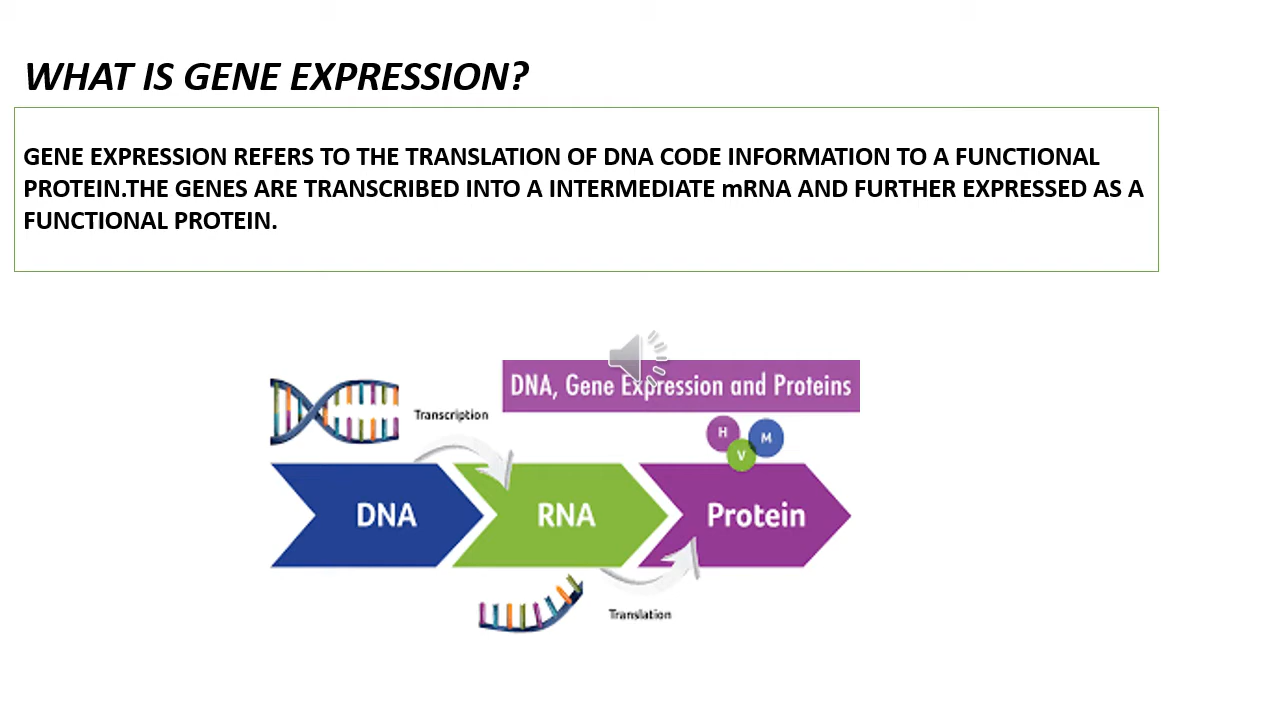 WHAT IS GENE EXPRESSION?
GENE EXPRESSION REFERS TO THE TRANSLATION OF DNA CODE INFORMATION TO A FUNCTIONAL
PROTEIN.THE GENES ARE TRANSCRIBED INTO A INTERMEDIATE mRNA AND FURTHER EXPRESSED AS A
FUNCTIONAL PROTEIN.
DNA, Gene Expression and Proteins
Transcription
H
M
V
DNA
RNA
Protein
Translation